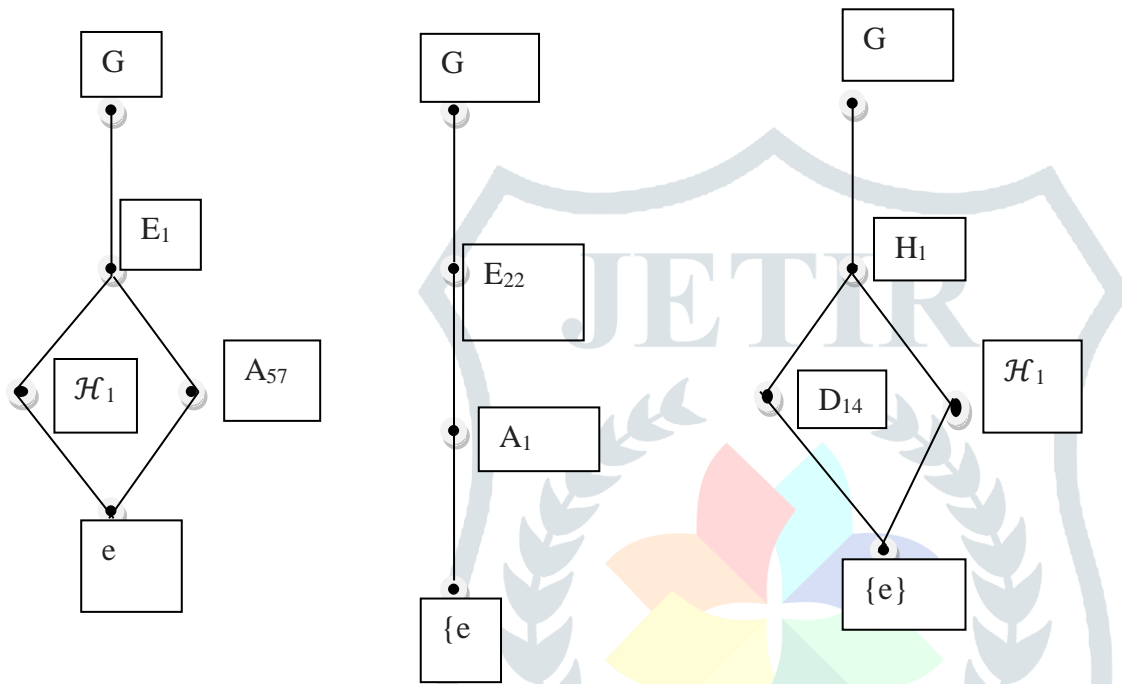 G
E₁
ℋ₁
A₅₇
e
G
E₂₂
A₁
{e
G
H₁
D₁₄
ℋ₁
{e}
JETIR